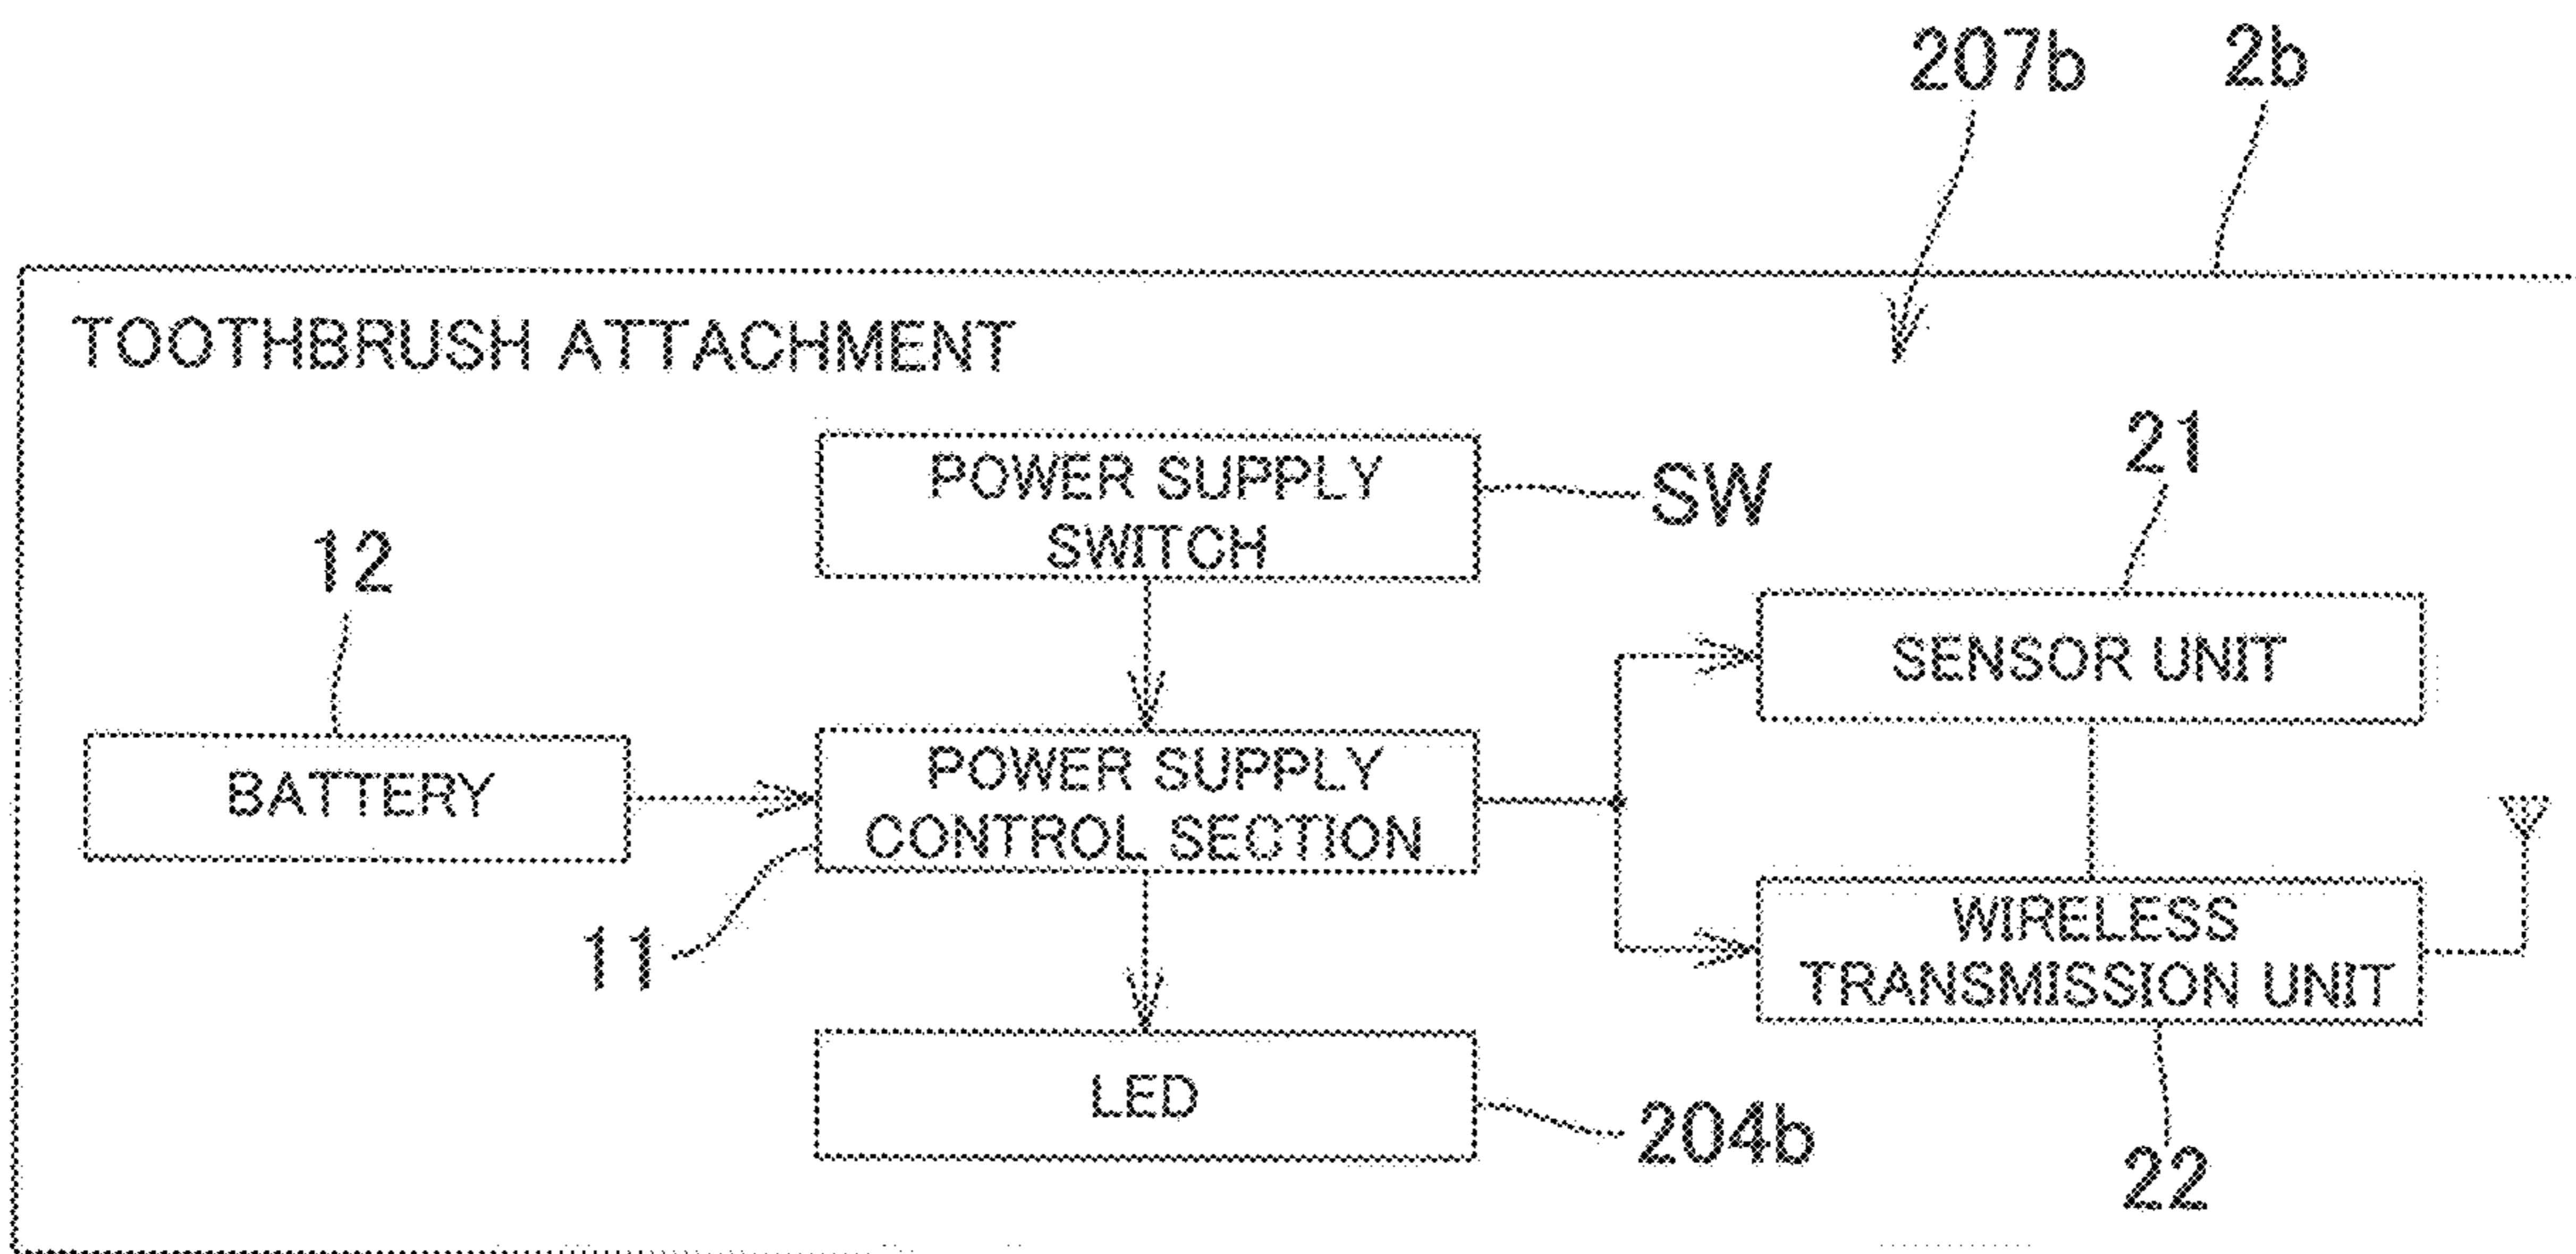 207b
2b
TOOTHBRUSH ATTACHMENT
21
POWER SUPPLY
SWITCH
SW
12
SENSOR UNIT
BATTERY
POWER SUPPLY
CONTROL SECTION
11
WIRELESS
TRANSMISSION UNIT
LED
204b
22